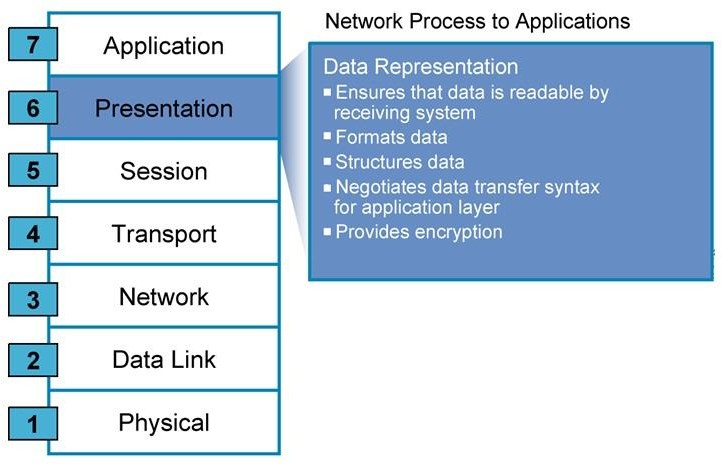 7 Application
6 Presentation
5 Session
4 Transport
3 Network
2 Data Link
1 Physical
Network Process to Applications
Data Representation
▪ Ensures that data is readable by
receiving system
▪ Formats data
▪ Structures data
▪ Negotiates data transfer syntax
for application layer
▪ Provides encryption